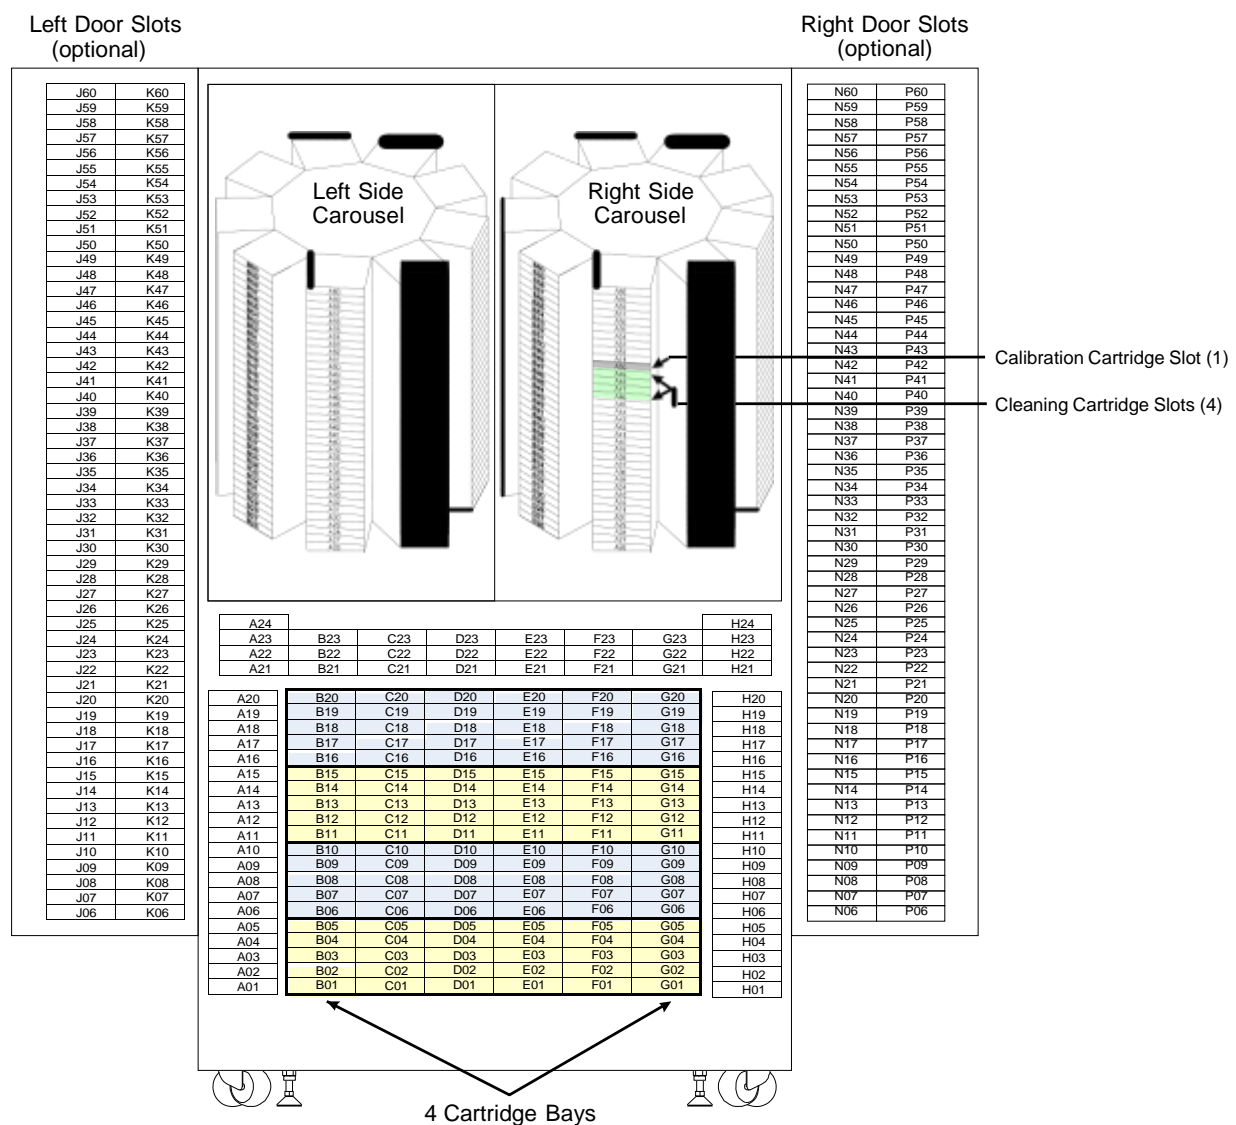 Left Door Slots
(optional)
J60 K60
J59 K59
J58 K58
J57 K57
J56 K56
J55 K55
J54 K54
J53 K53
J52 K52
J51 K51
J50 K50
J49 K49
J48 K48
J47 K47
J46 K46
J45 K45
J44 K44
J43 K43
J42 K42
J41 K41
J40 K40
J39 K39
J38 K38
J37 K37
J36 K36
J35 K35
J34 K34
J33 K33
J32 K32
J31 K31
J30 K30
J29 K29
J28 K28
J27 K27
J26 K26
J25 K25
J24 K24
J23 K23
J22 K22
J21 K21
J20 K20
J19 K19
J18 K18
J17 K17
J16 K16
J15 K15
J14 K14
J13 K13
J12 K12
J11 K11
J10 K10
J09 K09
J08 K08
J07 K07
J06 K06
Left Side
Carousel
Right Side
Carousel
A24 H24
A23 B23 C23 D23 E23 F23 G23 H23
A22 B22 C22 D22 E22 F22 G22 H22
A21 B21 C21 D21 E21 F21 G21 H21
A20 B20 C20 D20 E20 F20 G20 H20
A19 B19 C19 D19 E19 F19 G19 H19
A18 B18 C18 D18 E18 F18 G18 H18
A17 B17 C17 D17 E17 F17 G17 H17
A16 B16 C16 D16 E16 F16 G16 H16
A15 B15 C15 D15 E15 F15 G15 H15
A14 B14 C14 D14 E14 F14 G14 H14
A13 B13 C13 D13 E13 F13 G13 H13
A12 B12 C12 D12 E12 F12 G12 H12
A11 B11 C11 D11 E11 F11 G11 H11
A10 B10 C10 D10 E10 F10 G10 H10
A09 B09 C09 D09 E09 F09 G09 H09
A08 B08 C08 D08 E08 F08 G08 H08
A07 B07 C07 D07 E07 F07 G07 H07
A06 B06 C06 D06 E06 F06 G06 H06
A05 B05 C05 D05 E05 F05 G05 H05
A04 B04 C04 D04 E04 F04 G04 H04
A03 B03 C03 D03 E03 F03 G03 H03
A02 B02 C02 D02 E02 F02 G02 H02
A01 B01 C01 D01 E01 F01 G01 H01
4 Cartridge Bays
Right Door Slots
(optional)
N60 P60
N59 P59
N58 P58
N57 P57
N56 P56
N55 P55
N54 P54
N53 P53
N52 P52
N51 P51
N50 P50
N49 P49
N48 P48
N47 P47
N46 P46
N45 P45
N44 P44
N43 P43
N42 P42
N41 P41
N40 P40
N39 P39
N38 P38
N37 P37
N36 P36
N35 P35
N34 P34
N33 P33
N32 P32
N31 P31
N30 P30
N29 P29
N28 P28
N27 P27
N26 P26
N25 P25
N24 P24
N23 P23
N22 P22
N21 P21
N20 P20
N19 P19
N18 P18
N17 P17
N16 P16
N15 P15
N14 P14
N13 P13
N12 P12
N11 P11
N10 P10
N09 P09
N08 P08
N07 P07
N06 P06
Calibration Cartridge Slot (1)
Cleaning Cartridge Slots (4)